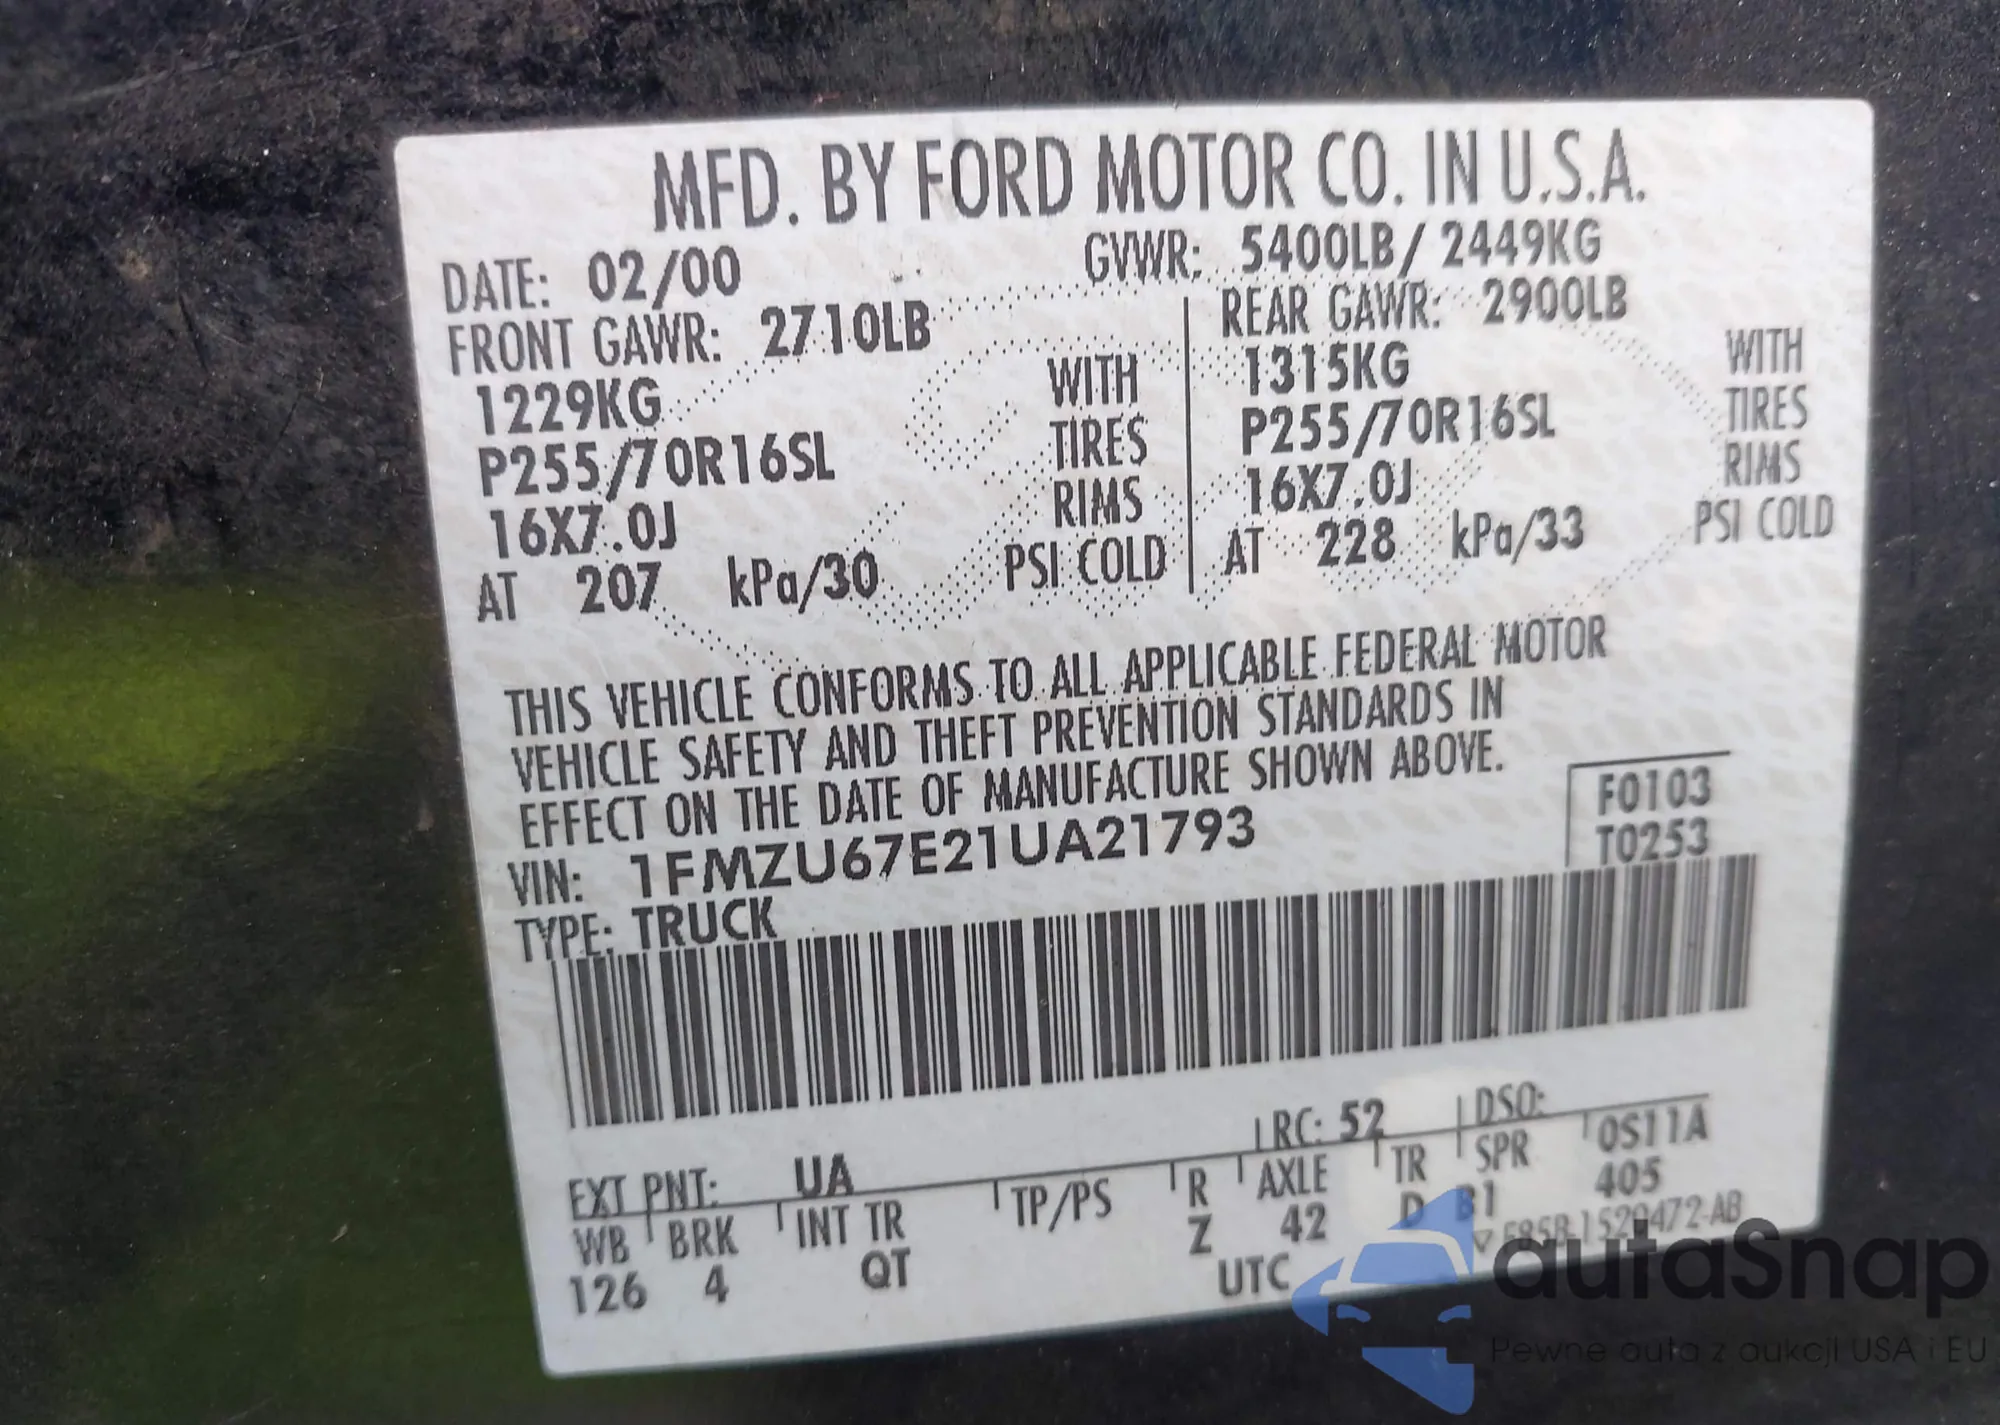 MFD. BY FORD MOTOR CO. IN U.S.A.
DATE: 02/00 GVWR: 5400LB/ 2449KG
FRONT GAWR: 2710LB REAR GAWR: 2900LB
1229KG WITH 1315KG WITH
P255/70R16SL TIRES P255/70R16SL TIRES
16X7.0J RIMS 16X7.0J RIMS
AT 207 kPa/30 PSI COLD AT 228 kPa/33 PSI COLD
THIS VEHICLE CONFORMS TO ALL APPLICABLE FEDERAL MOTOR
VEHICLE SAFETY AND THEFT PREVENTION STANDARDS IN
EFFECT ON THE DATE OF MANUFACTURE SHOWN ABOVE.
F0103
VIN: 1FMZU67E21UA21793
T0253
TYPE: TRUCK
EXT PNT: UA RC: 52 DSO:
WB BRK INT TR TP/PS R AXLE TR SPR 0S11A
126 4 QT Z 42 D B1 405
UTC
autaSnap
Pewne auta z aukcji USA i EU